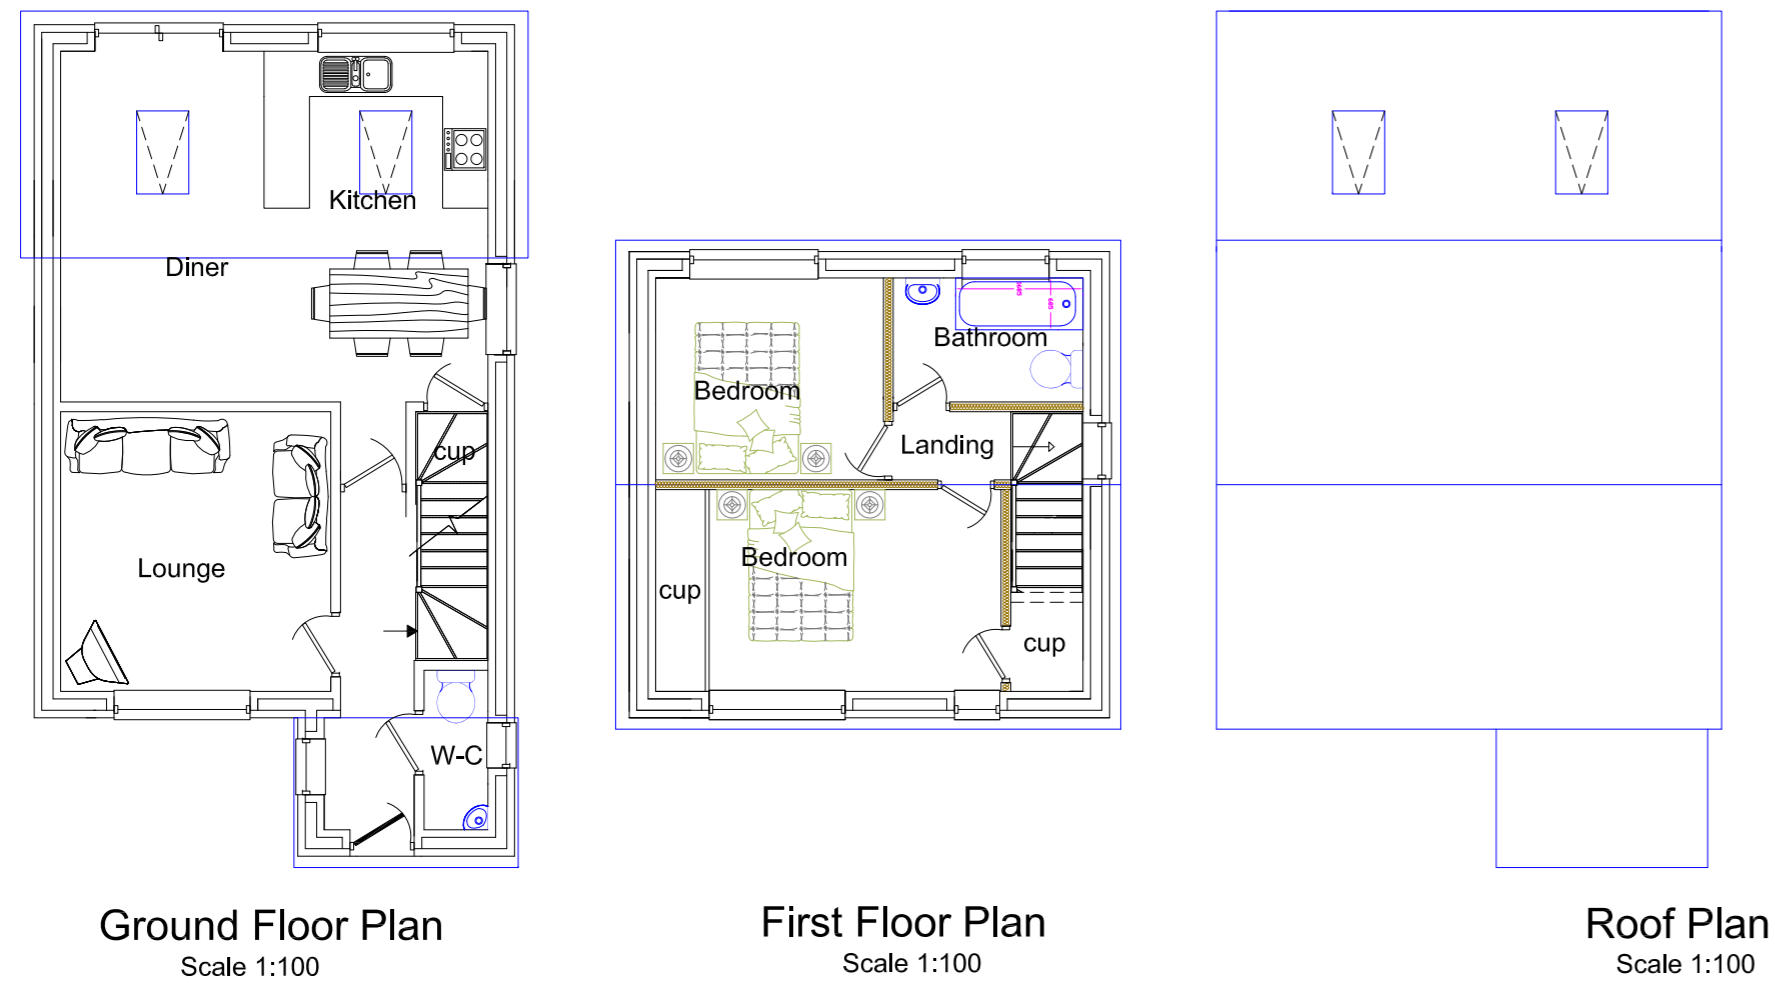 Kitchen
Diner
cup
Lounge
W-C
Ground Floor Plan
Scale 1:100
Bathroom
Bedroom
Landing
Bedroom
cup
cup
First Floor Plan
Scale 1:100
Roof Plan
Scale 1:100